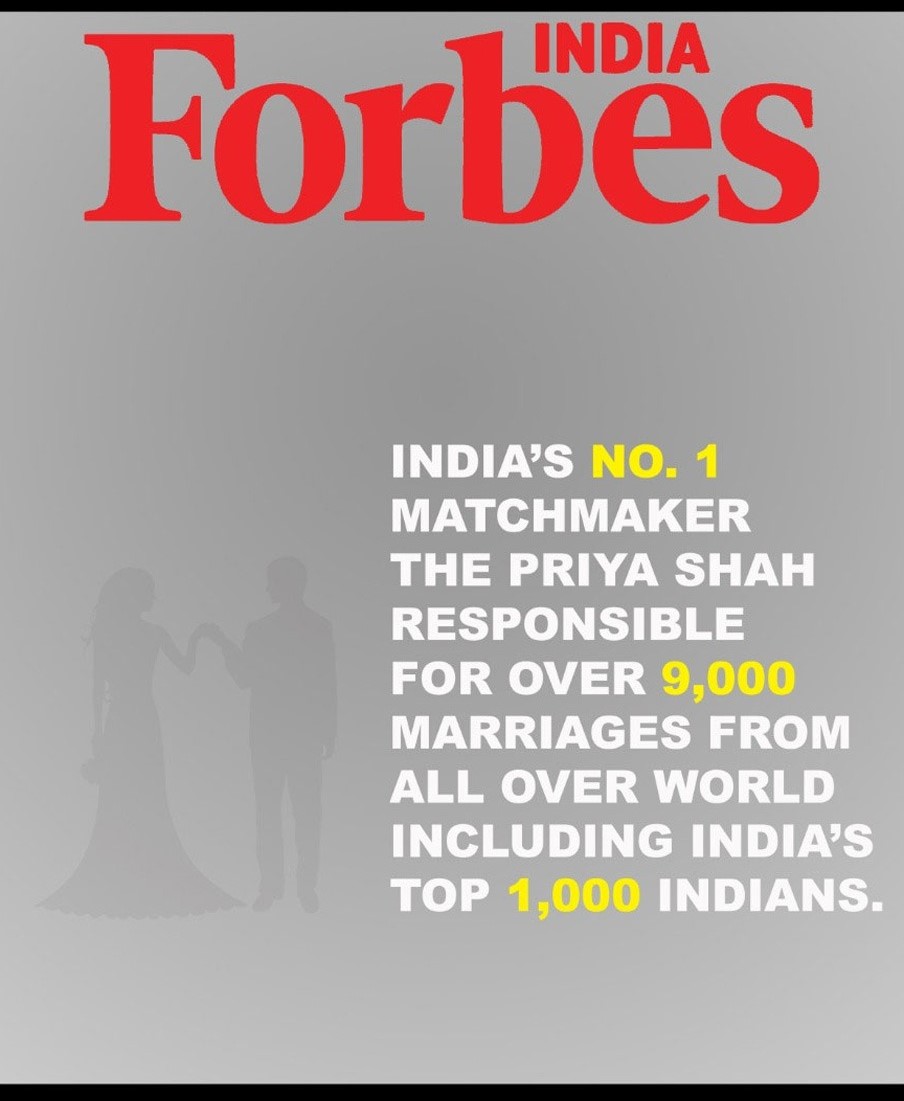 INDIA
Forbes
INDIA'S NO. 1
MATCHMAKER
THE PRIYA SHAH
RESPONSIBLE
FOR OVER 9,000
MARRIAGES FROM
ALL OVER WORLD
INCLUDING INDIA'S
TOP 1,000 INDIANS.